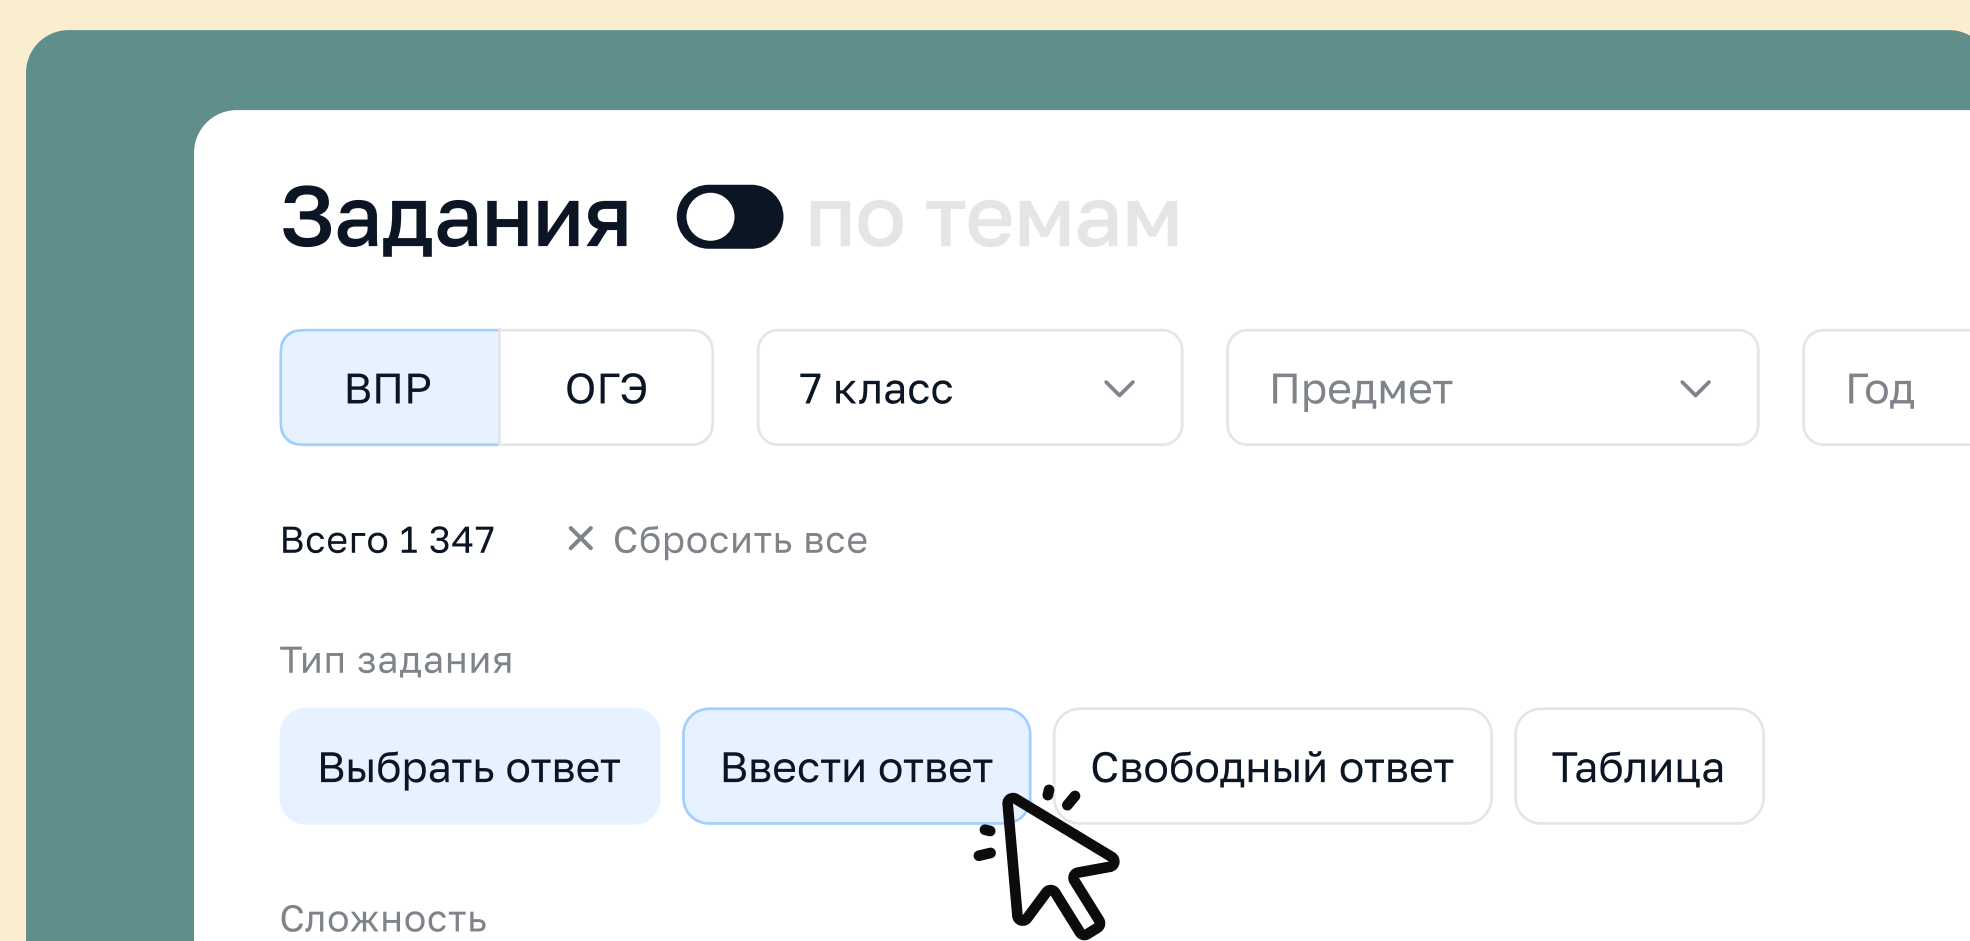 Задания по темам
ВПР ОГЭ 7 класс Предмет Год
Всего 1 347 Сбросить все
Тип задания
Выбрать ответ Ввести ответ Свободный ответ Таблица
Сложность